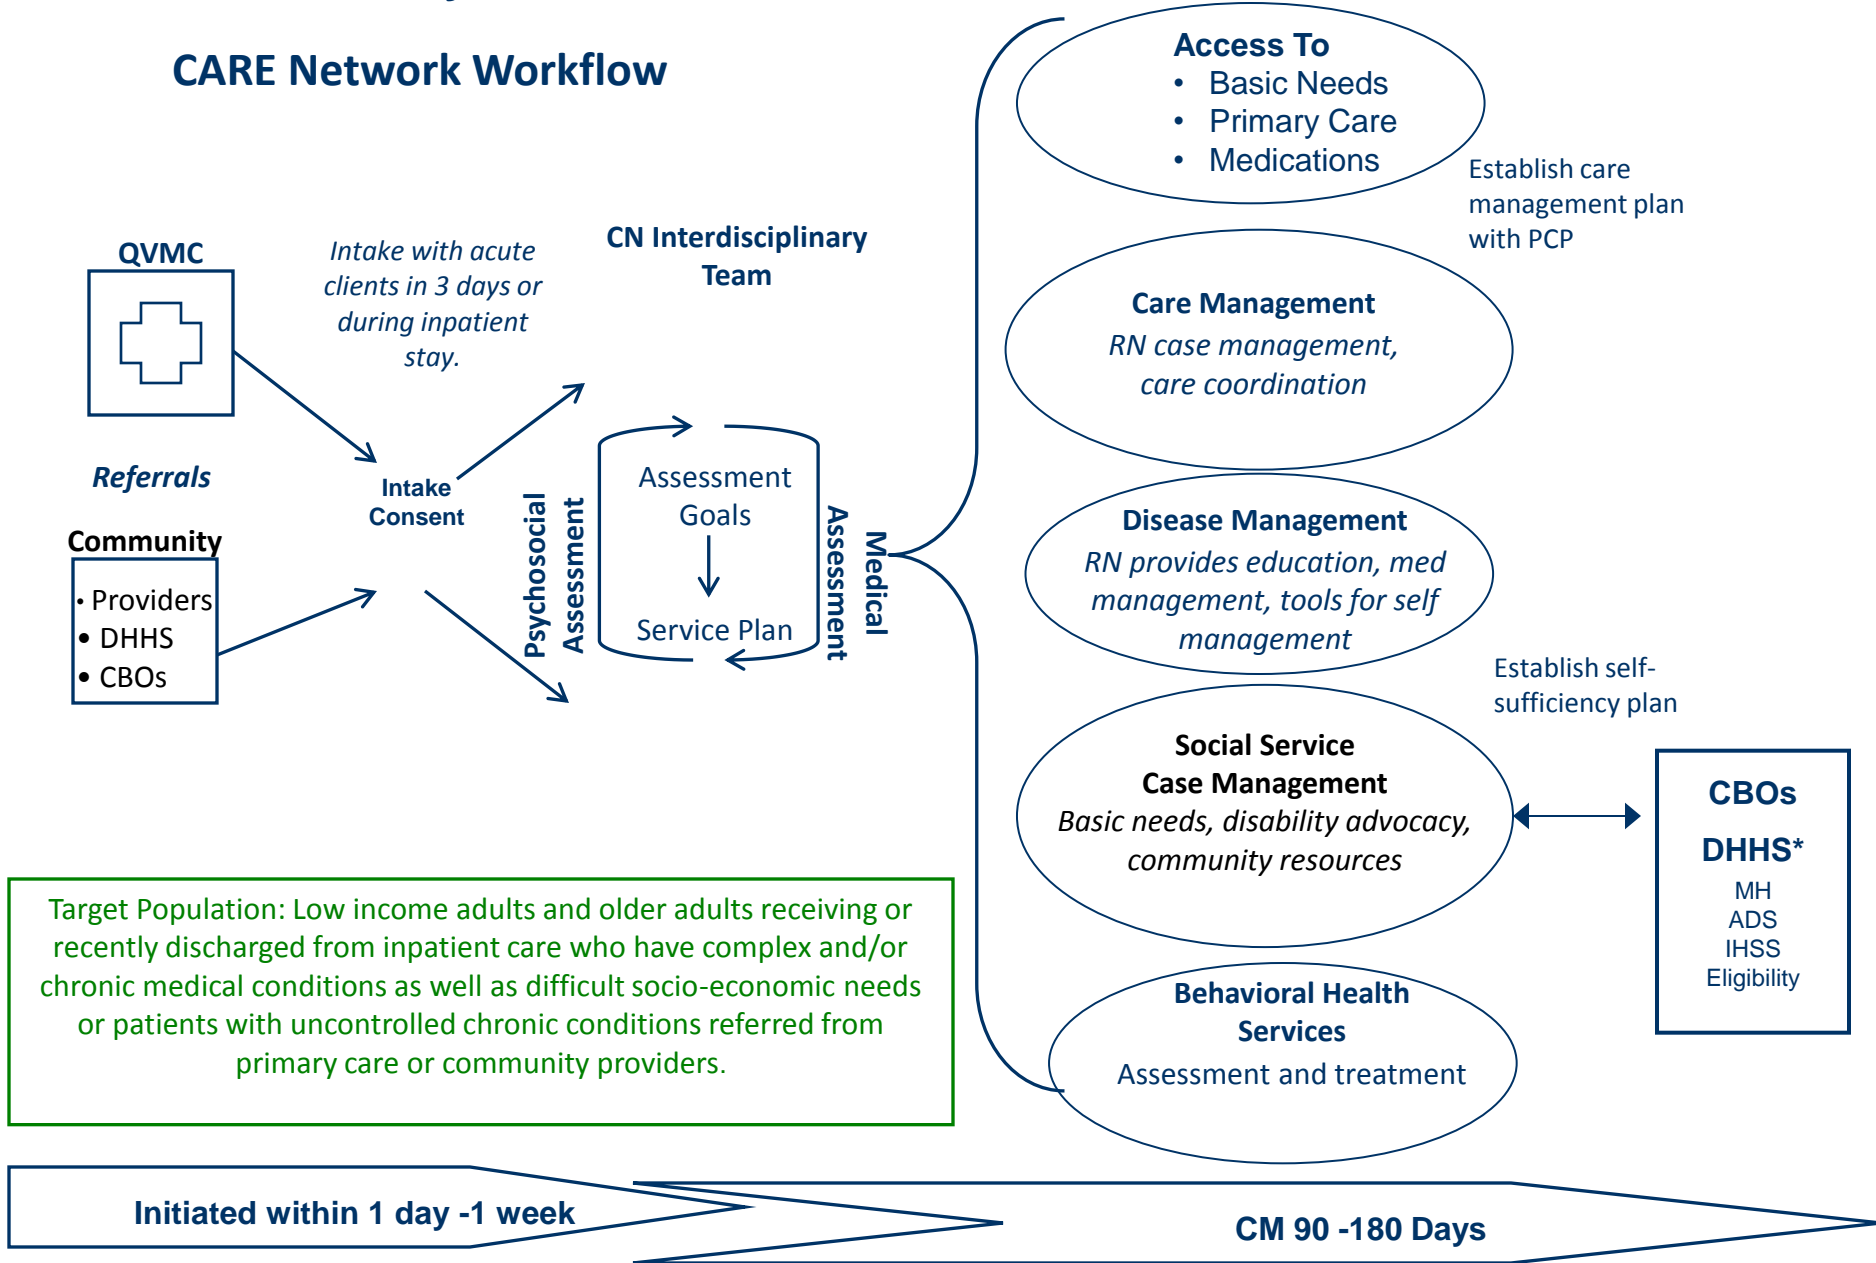 CARE Network Workflow
QVMC
Referrals
Community
• Providers
• DHHS
• CBOs
Intake with acute
clients in 3 days or
during inpatient
stay.
Intake
Consent
CN Interdisciplinary
Team
Psychosocial
Assessment
Assessment
Goals
Service Plan
Medical
Assessment
Access To
• Basic Needs
• Primary Care
• Medications
Establish care
management plan
with PCP
Care Management
RN case management,
care coordination
Disease Management
RN provides education, med
management, tools for self
management
Establish self-
sufficiency plan
Social Service
Case Management
Basic needs, disability advocacy,
community resources
CBOs
DHHS*
MH
ADS
IHSS
Eligibility
Behavioral Health
Services
Assessment and treatment
Target Population: Low income adults and older adults receiving or
recently discharged from inpatient care who have complex and/or
chronic medical conditions as well as difficult socio-economic needs
or patients with uncontrolled chronic conditions referred from
primary care or community providers.
Initiated within 1 day -1 week
CM 90 -180 Days